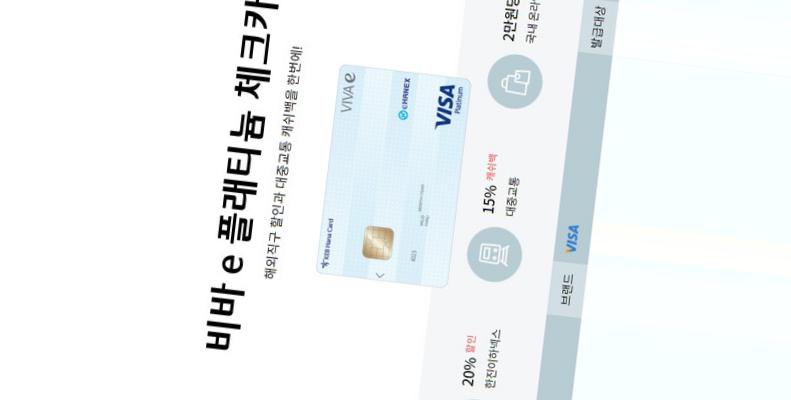 비바 e 플래티늄 체크카
해외직구 할인과 대중교통 캐쉬백을 한번에!
KEB Hana Card
VIVA e
eHANEX
VISA
Platinum
20% 할인
한진이하넥스
15% 캐쉬백
대중교통
2만원당
국내 온라
브랜드
VISA
발급대상